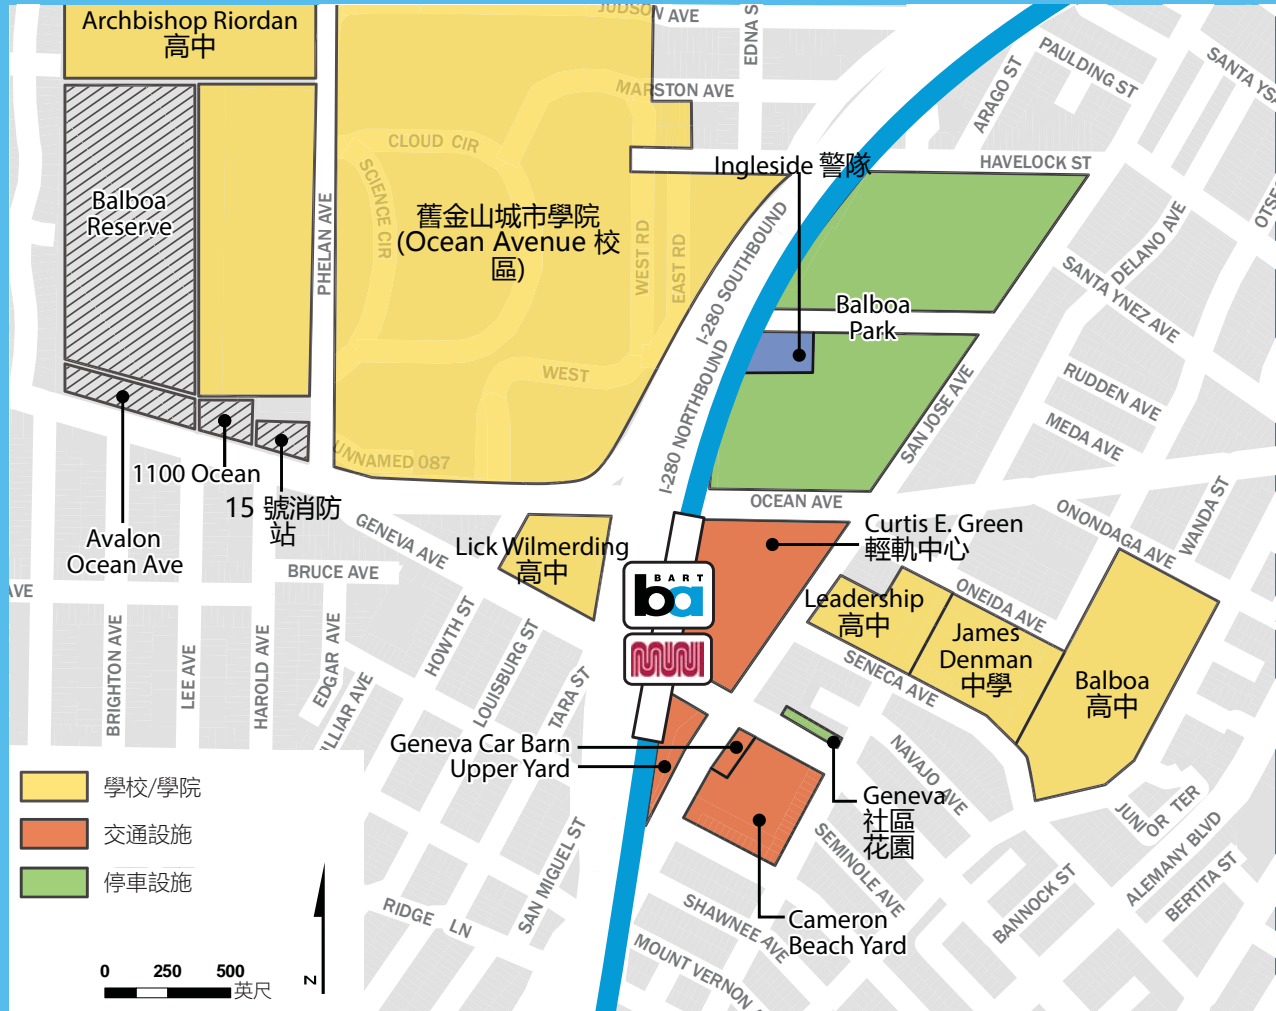 Archbishop Riordan
高中
JUDSON AVE
EDNA S
PAULDING ST
SANTA YS
MARSTON AVE
ARAGO ST
CLOUD CIR
Ingleside 警隊
HAVELOCK ST
SCIENCE CIR
Balboa
Reserve
PHELAN AVE
舊金山城市學院
(Ocean Avenue 校
區)
WEST RD
EAST RD
I-280 SOUTHBOUND
DELANO AVE
OTSE
SANTA YNEZ AVE
Balboa
Park
I-280 NORTHBOUND
WEST
RUDDEN AVE
SAN JOSE AVE
MEDA AVE
UNNAMED 087
1100 Ocean
15 號消防
站
OCEAN AVE
Avalon
Ocean Ave
GENEVA AVE
Lick Wilmerding
高中
Curtis E. Green
輕軌中心
ONONDAGA AVE
WANDA ST
BRUCE AVE
AVE
BART
ba
MUNI
Leadership
高中
ONEIDA AVE
James
Denman
中學
Balboa
高中
SENECA AVE
BRIGHTON AVE
LEE AVE
HAROLD AVE
EDGAR AVE
ILLIAR AVE
HOWTH ST
LOUISBURG ST
TARA ST
Geneva Car Barn
Upper Yard
NAVAJO AVE
Geneva
社區
花園
JUNIOR TER
ALEMANY BLVD
BERTITA ST
學校/學院
交通設施
停車設施
SAN MIGUEL ST
SEMINOLE AVE
BANNOCK ST
RIDGE LN
SHAWNEE AVE
Cameron
Beach Yard
MOUNT VERNON
0 250 500
英尺
N